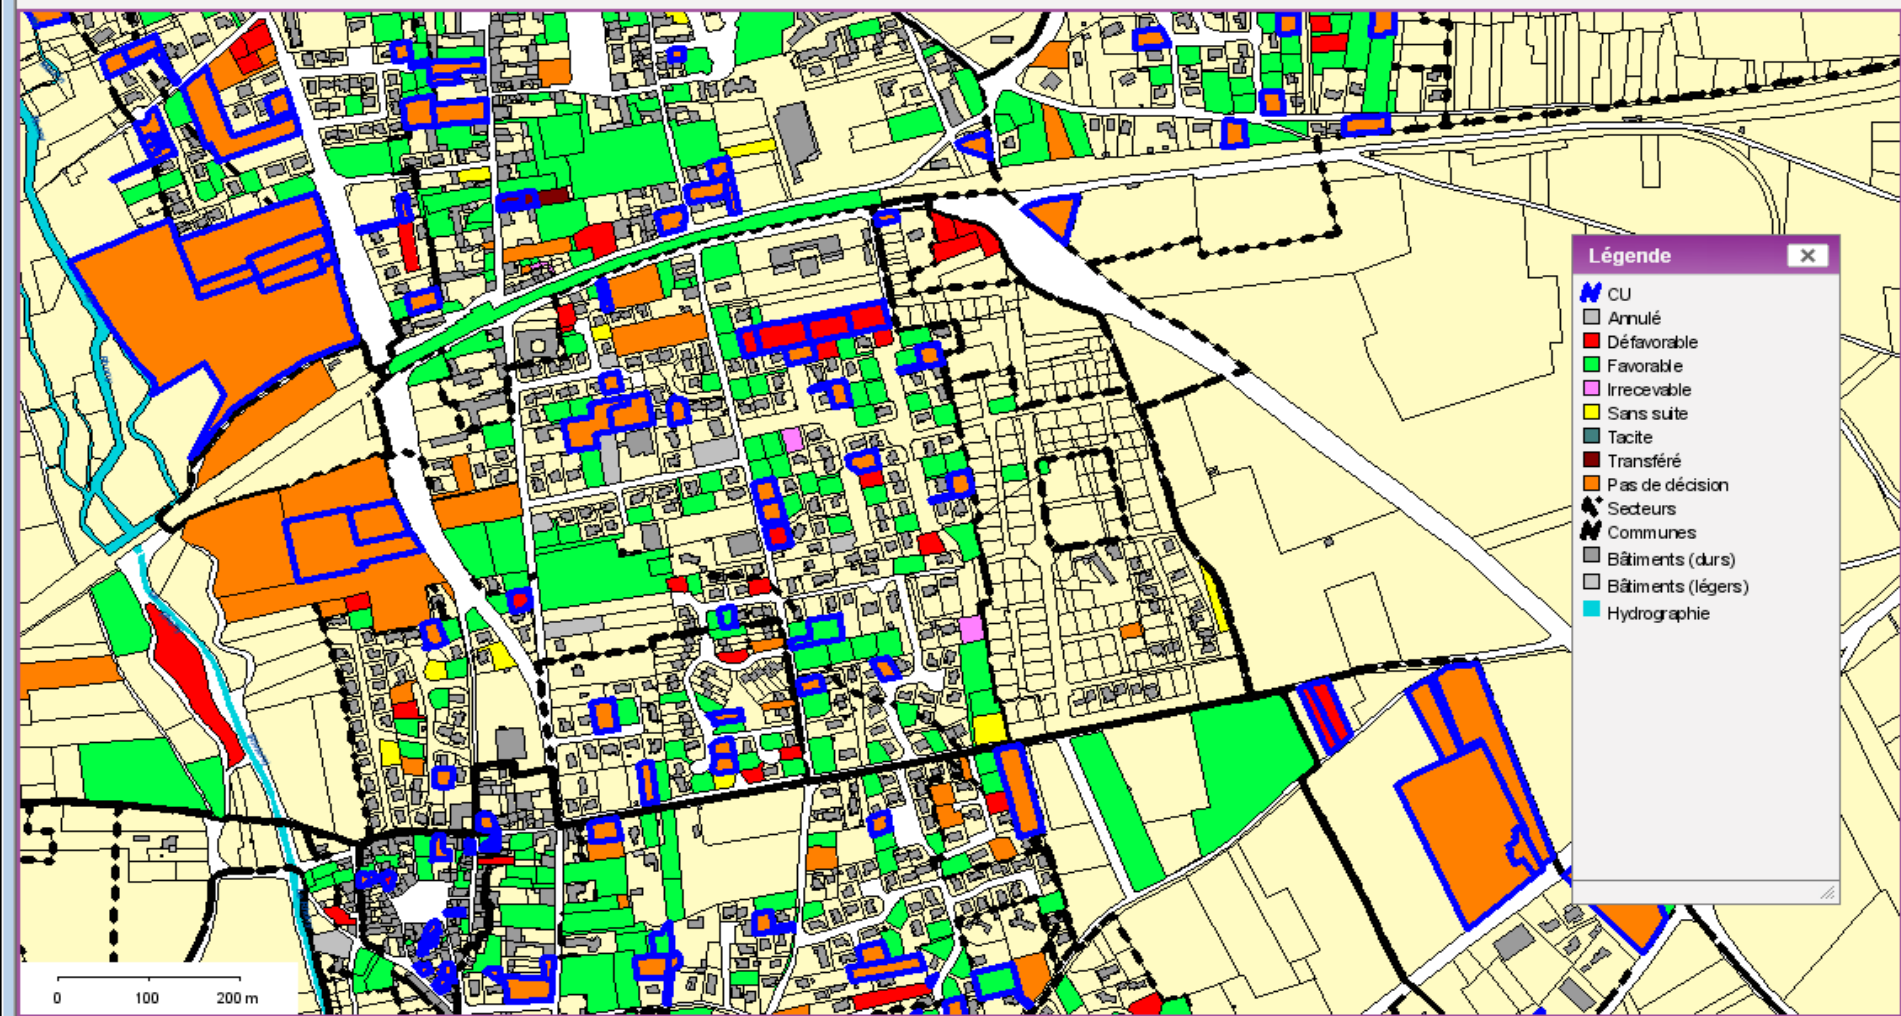 Légende
CU
Annulé
Défavorable
Favorable
Irrecevable
Sans suite
Tacite
Transféré
Pas de décision
Secteurs
Communes
Bâtiments (durs)
Bâtiments (légers)
Hydrographie
0 100 200 m